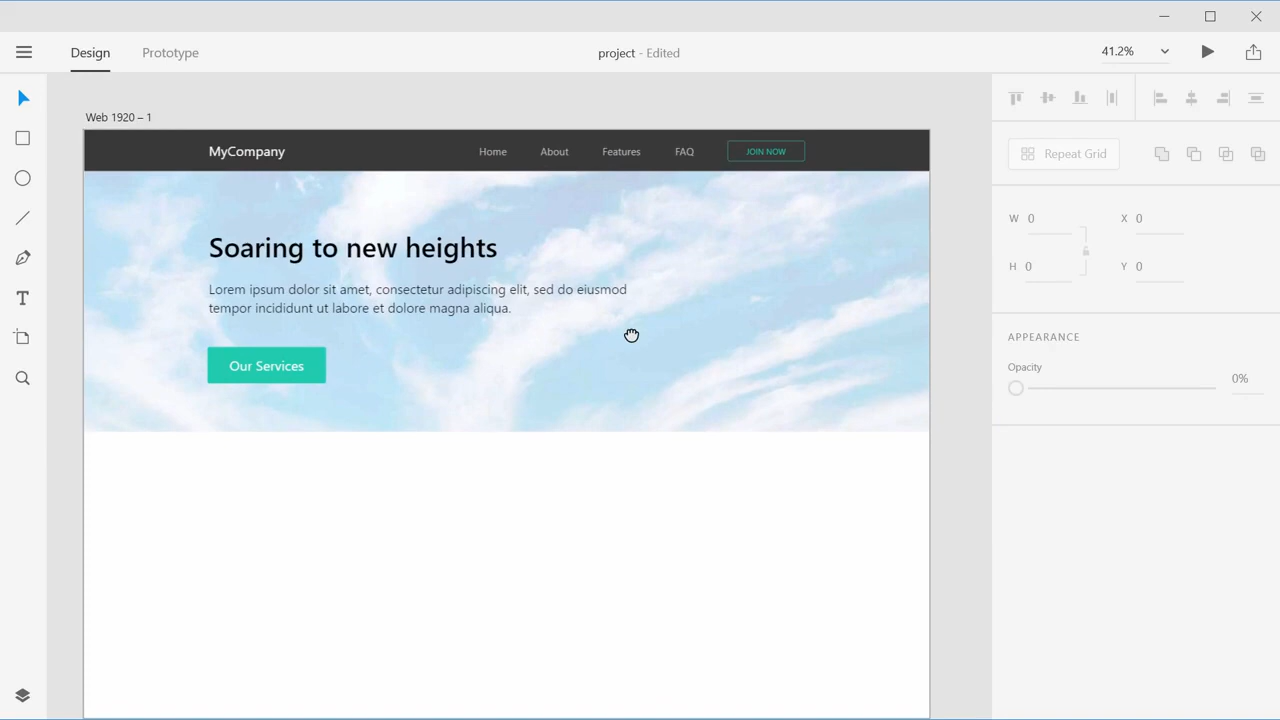 Design Prototype project - Edited 41.2%
Web 1920 – 1
MyCompany Home About Features FAQ JOIN NOW
Repeat Grid
Soaring to new heights
Lorem ipsum dolor sit amet, consectetur adipiscing elit, sed do eiusmod
tempor incididunt ut labore et dolore magna aliqua.
Our Services
W 0 X 0
H 0 Y 0
APPEARANCE
Opacity
0%